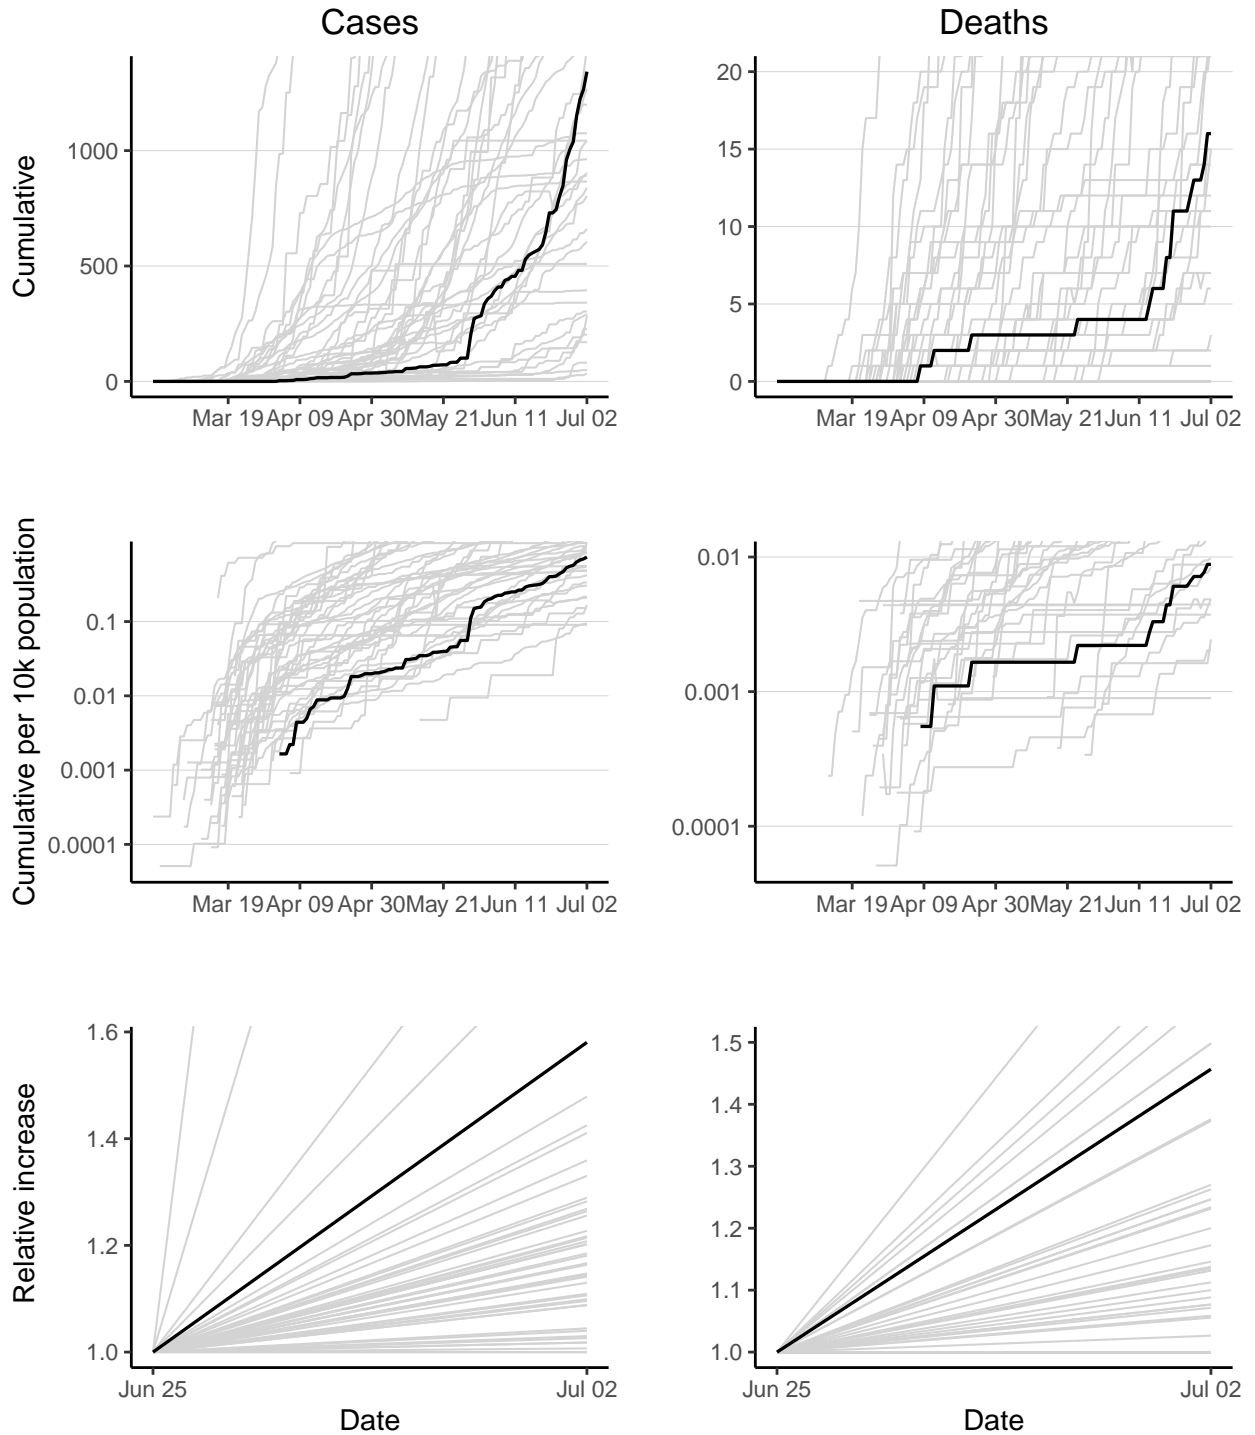 Cases
Deaths
Cumulative
1000
500
0
Mar 19 Apr 09 Apr 30 May 21 Jun 11 Jul 02
20
15
10
5
0
Mar 19 Apr 09 Apr 30 May 21 Jun 11 Jul 02
Cumulative per 10k population
0.1
0.01
0.001
0.0001
Mar 19 Apr 09 Apr 30 May 21 Jun 11 Jul 02
0.01
0.001
0.0001
Mar 19 Apr 09 Apr 30 May 21 Jun 11 Jul 02
Relative increase
1.6
1.4
1.2
1.0
Jun 25 Jul 02
Date
1.5
1.4
1.3
1.2
1.1
1.0
Jun 25 Jul 02
Date